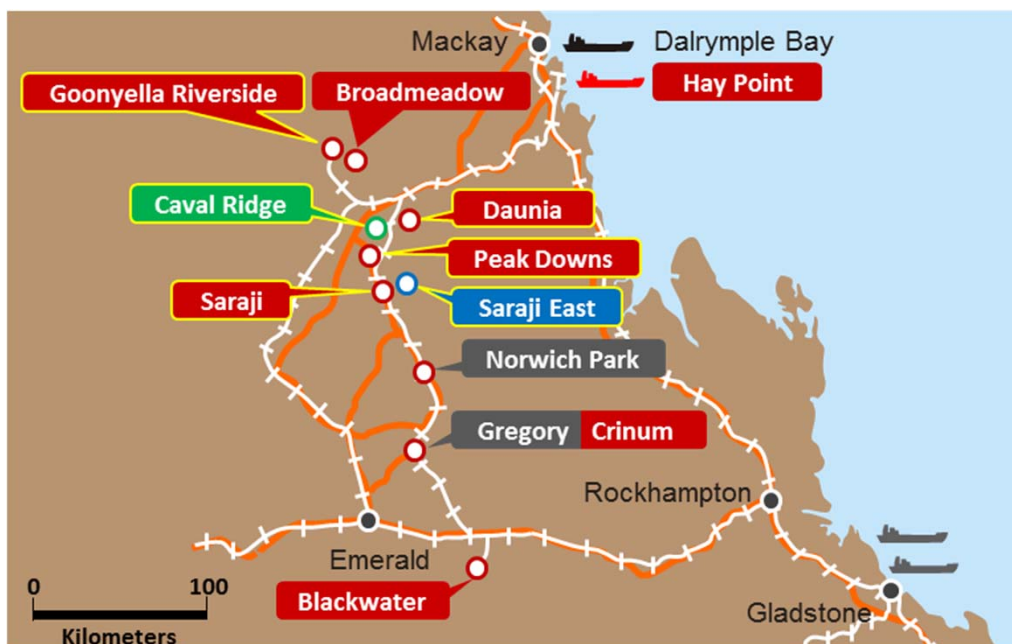 Mackay
Dalrymple Bay
Hay Point
Goonyella Riverside
Broadmeadow
Caval Ridge
Daunia
Peak Downs
Saraji
Saraji East
Norwich Park
Gregory Crinum
Rockhampton
Emerald
Blackwater
Gladstone
0 100
Kilometers